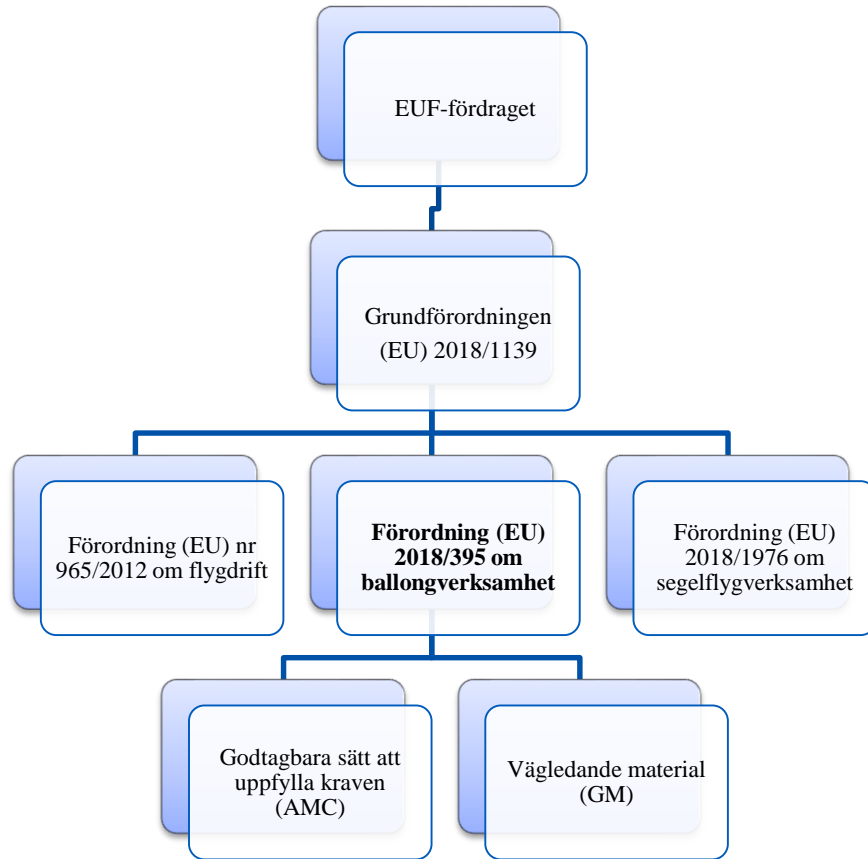 EUF-fördraget
Grundförordningen
(EU) 2018/1139
Förordning (EU) nr
965/2012 om flygdrift
Förordning (EU)
2018/395 om
ballongverksamhet
Förordning (EU)
2018/1976 om
segelflygverksamhet
Godtagbara sätt att
uppfylla kraven
(AMC)
Vägledande material
(GM)